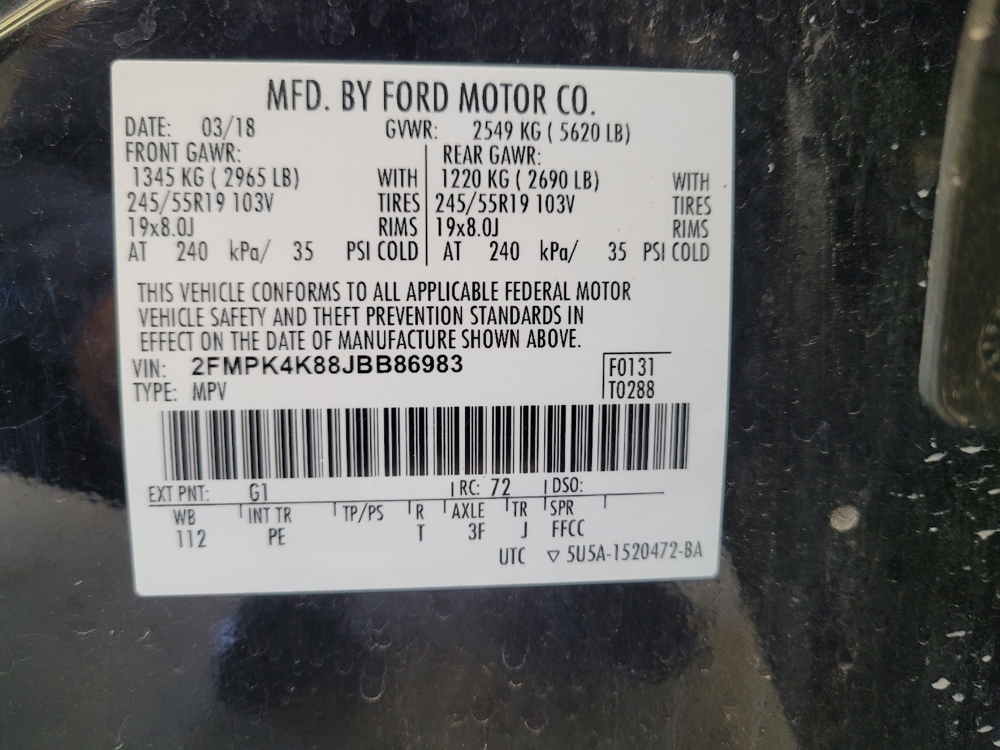 MFD. BY FORD MOTOR CO.
DATE: 03/18 GVWR: 2549 KG ( 5620 LB)
FRONT GAWR: REAR GAWR:
1345 KG ( 2965 LB) WITH 1220 KG ( 2690 LB) WITH
245/55R19 103V TIRES 245/55R19 103V TIRES
19x8.0J RIMS 19x8.0J RIMS
AT 240 kPa/ 35 PSI COLD AT 240 kPa/ 35 PSI COLD
THIS VEHICLE CONFORMS TO ALL APPLICABLE FEDERAL MOTOR
VEHICLE SAFETY AND THEFT PREVENTION STANDARDS IN
EFFECT ON THE DATE OF MANUFACTURE SHOWN ABOVE.
VIN: 2FMPK4K88JBB86983 F0131
TYPE: MPV T0288
EXT PNT: G1 RC: 72 DSO:
WB INT TR TP/PS R AXLE TR SPR
112 PE T 3F J FFCC
UTC ▽ 5U5A-1520472-BA